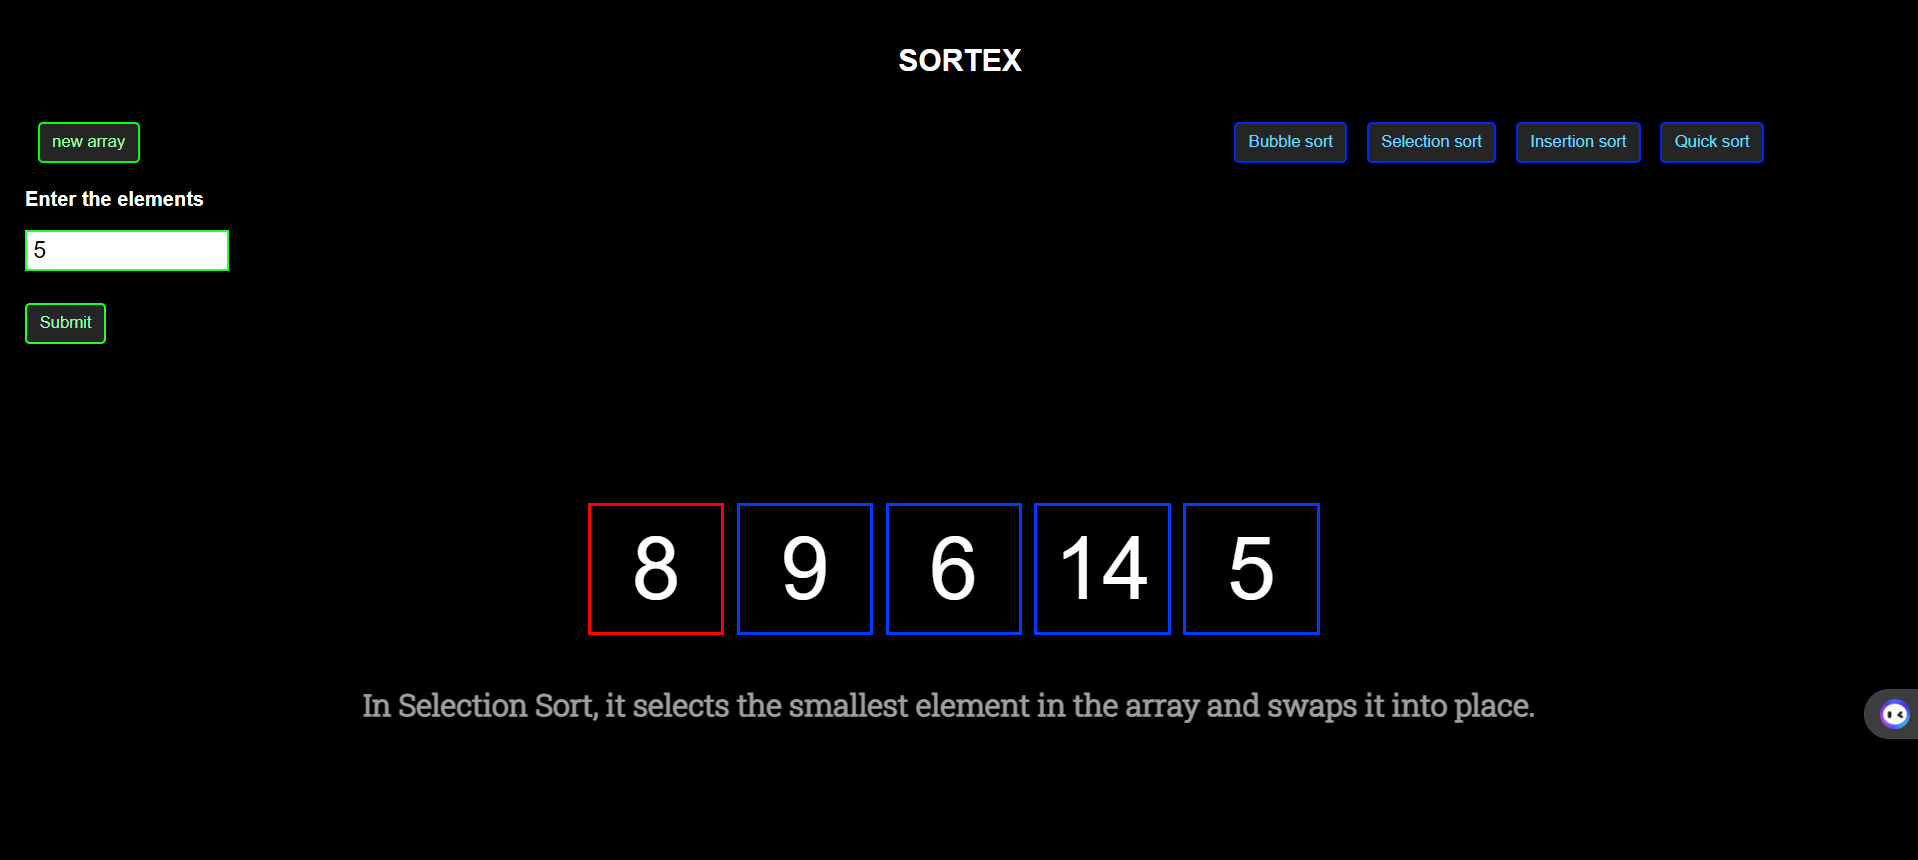 SORTEX
new array
Bubble sort
Selection sort
Insertion sort
Quick sort
Enter the elements
5
Submit
8 9 6 14 5
In Selection Sort, it selects the smallest element in the array and swaps it into place.